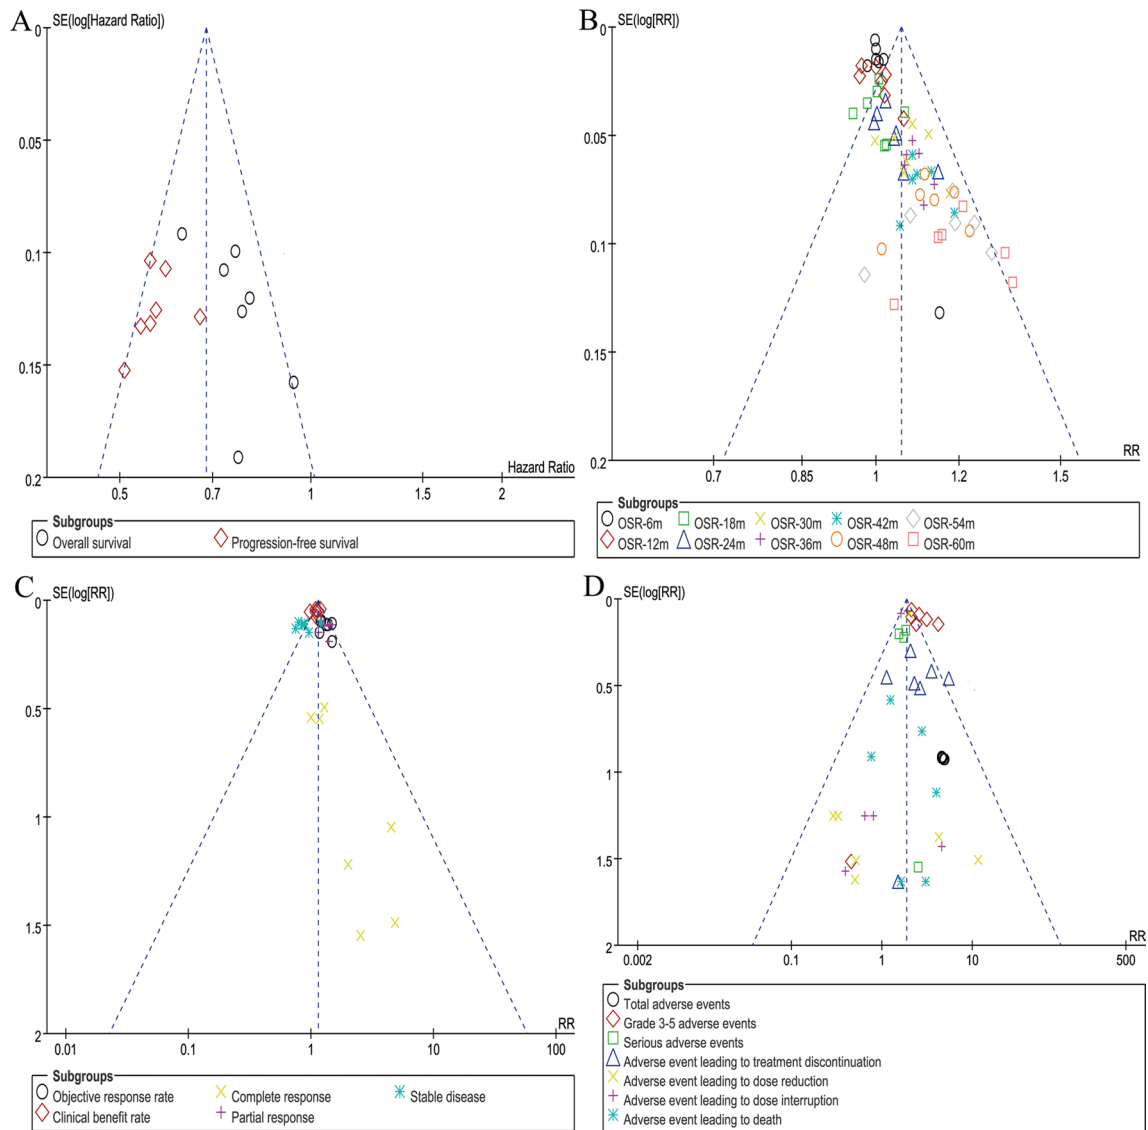 A
SE(log[Hazard Ratio])
0
0.05
0.1
0.15
0.2
0.5
0.7
1
2
Hazard Ratio
Subgroups
Overall survival
Progression-free survival
B
SE(log[RR])
0
0.05
0.1
0.15
0.2
0.7
0.85
1
1.2
1.5
RR
Subgroups
OSR-6m OSR-18m OSR-30m OSR-42m OSR-54m
OSR-12m OSR-24m OSR-36m OSR-48m OSR-60m
C
SE(log[RR])
0
0.5
1
1.5
2
0.01
0.1
1
10
100
RR
Subgroups
Objective response rate Complete response Stable disease
Clinical benefit rate Partial response
D
SE(log[RR])
0
0.5
1
1.5
2
0.002
0.1
1
10
500
RR
Subgroups
Total adverse events
Grade 3-5 adverse events
Serious adverse events
Adverse event leading to treatment discontinuation
Adverse event leading to dose reduction
Adverse event leading to dose interruption
Adverse event leading to death